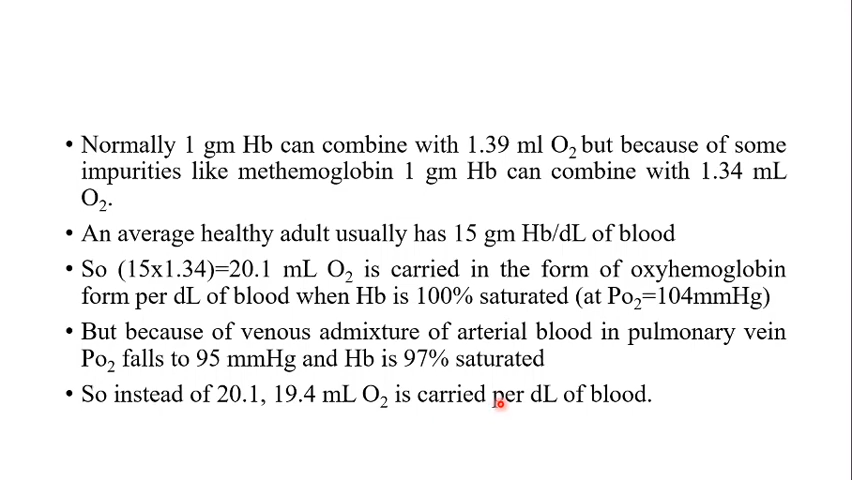 • Normally 1 gm Hb can combine with 1.39 ml O₂ but because of some
impurities like methemoglobin 1 gm Hb can combine with 1.34 mL
O₂.
• An average healthy adult usually has 15 gm Hb/dL of blood
• So (15x1.34)=20.1 mL O₂ is carried in the form of oxyhemoglobin
form per dL of blood when Hb is 100% saturated (at Po₂=104mmHg)
• But because of venous admixture of arterial blood in pulmonary vein
Po₂ falls to 95 mmHg and Hb is 97% saturated
• So instead of 20.1, 19.4 mL O₂ is carried per dL of blood.